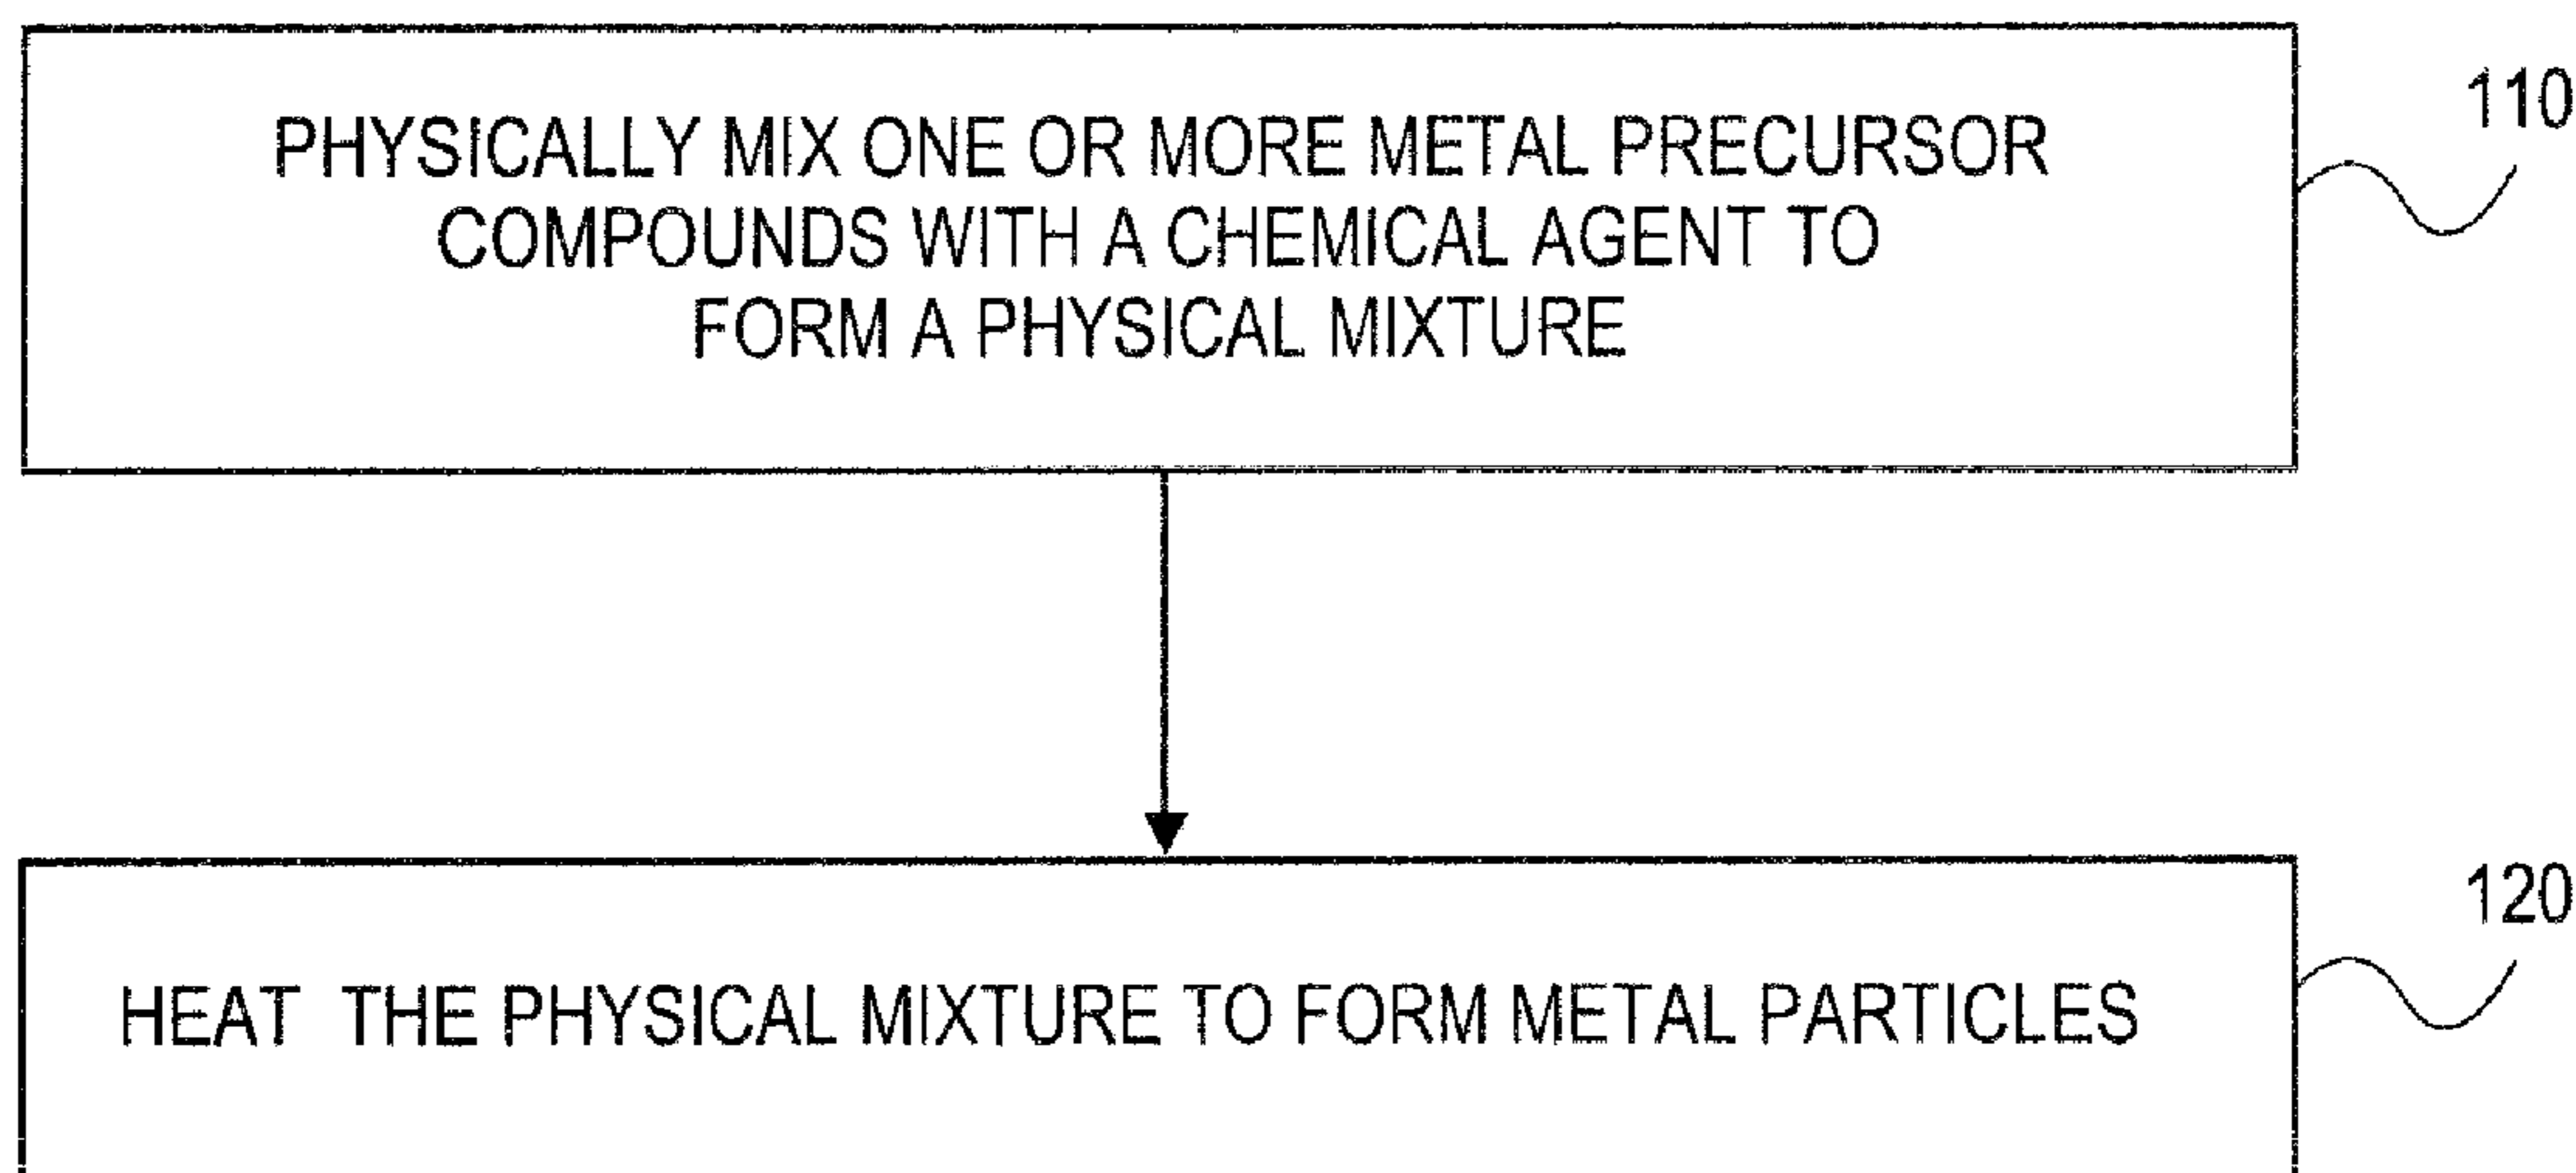 110
PHYSICALLY MIX ONE OR MORE METAL PRECURSOR
COMPOUNDS WITH A CHEMICAL AGENT TO
FORM A PHYSICAL MIXTURE
120
HEAT THE PHYSICAL MIXTURE TO FORM METAL PARTICLES